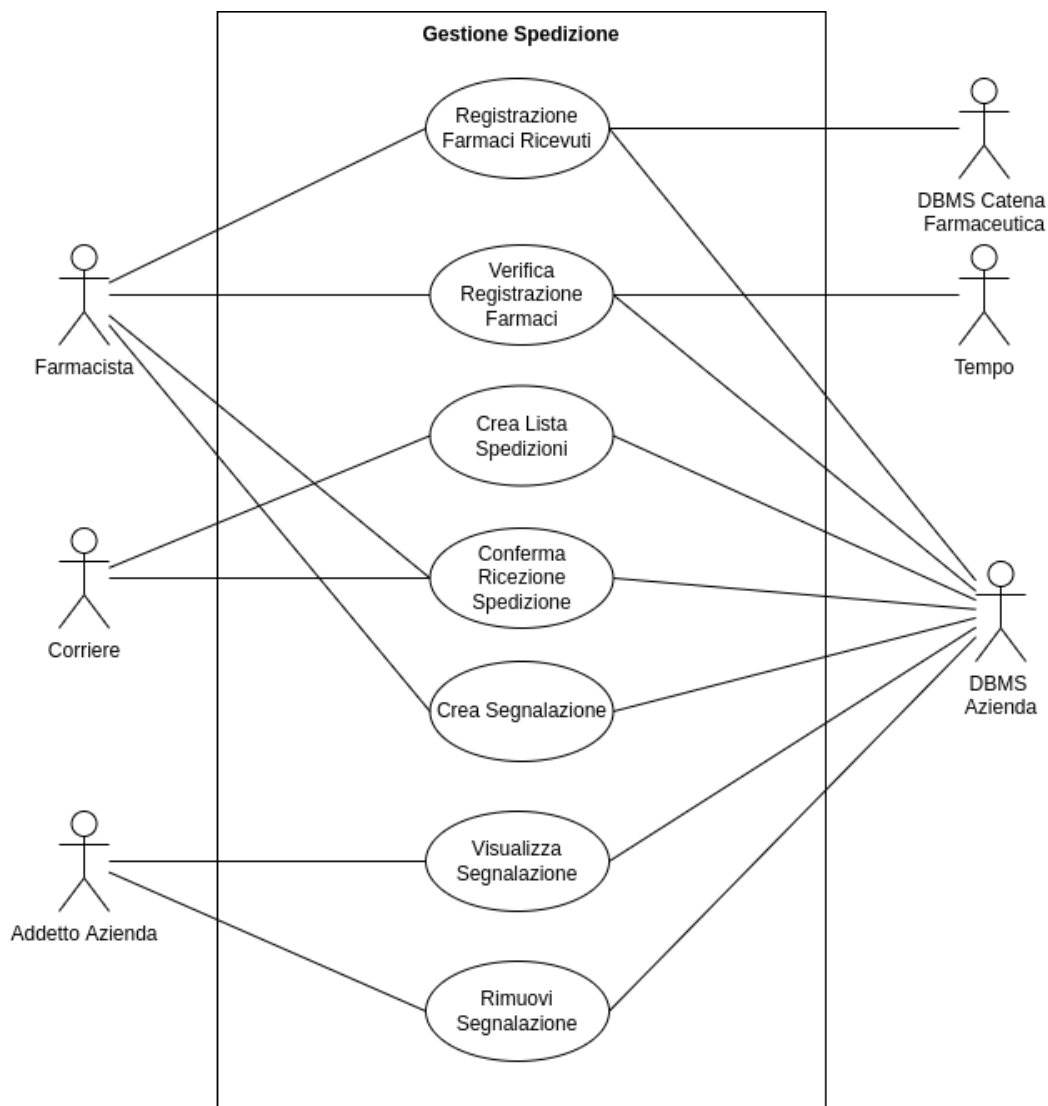 Gestione Spedizione
Registrazione
Farmaci Ricevuti
DBMS Catena
Farmaceutica
Verifica
Registrazione
Farmaci
Farmacista
Tempo
Crea Lista
Spedizioni
Conferma
Ricezione
Spedizione
Corriere
DBMS
Azienda
Crea Segnalazione
Visualizza
Segnalazione
Addetto Azienda
Rimuovi
Segnalazione